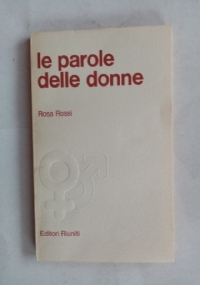 le parole
delle donne
Rosa Rossi
Editori Riuniti